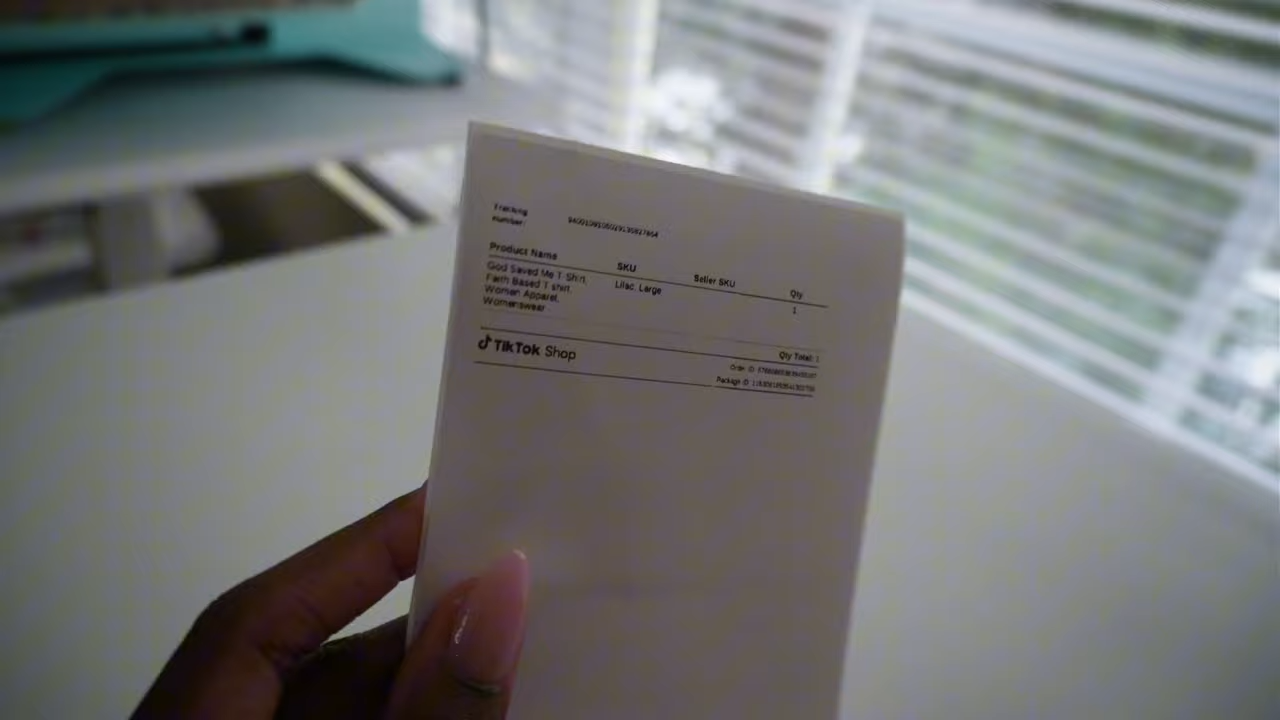 Tracking
number:
Product Name SKU Seller SKU Qty
God Saved Me T Shirt, Lilac, Large 1
Faith Based T shirt,
Women Apparel,
Womenswear
Qty Total: 1
TikTok Shop
Order ID:
Package ID: